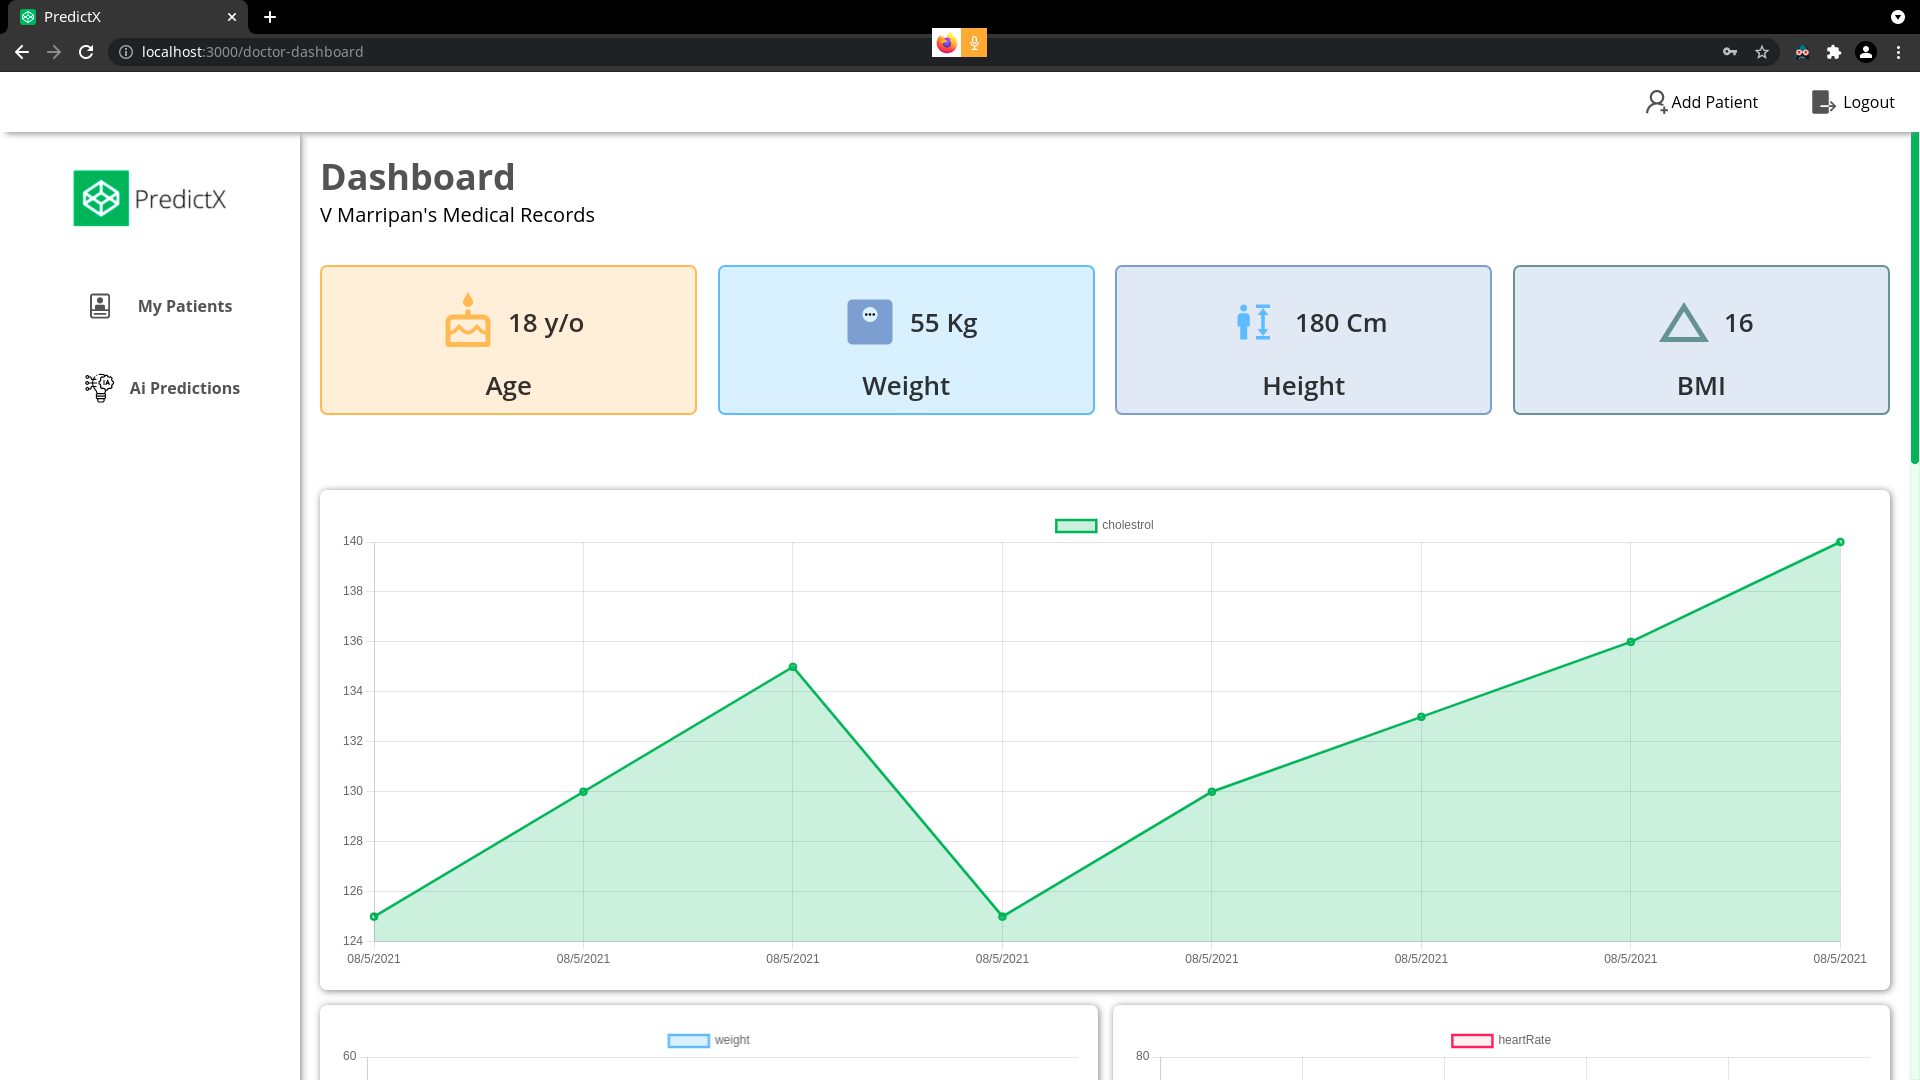 PredictX
localhost:3000/doctor-dashboard
Add Patient
Logout
PredictX
My Patients
Ai Predictions
Dashboard
V Marripan's Medical Records
18 y/o
Age
55 Kg
Weight
180 Cm
Height
16
BMI
cholestrol
140
138
136
134
132
130
128
126
124
08/5/2021
08/5/2021
08/5/2021
08/5/2021
08/5/2021
08/5/2021
08/5/2021
08/5/2021
weight
60
heartRate
80